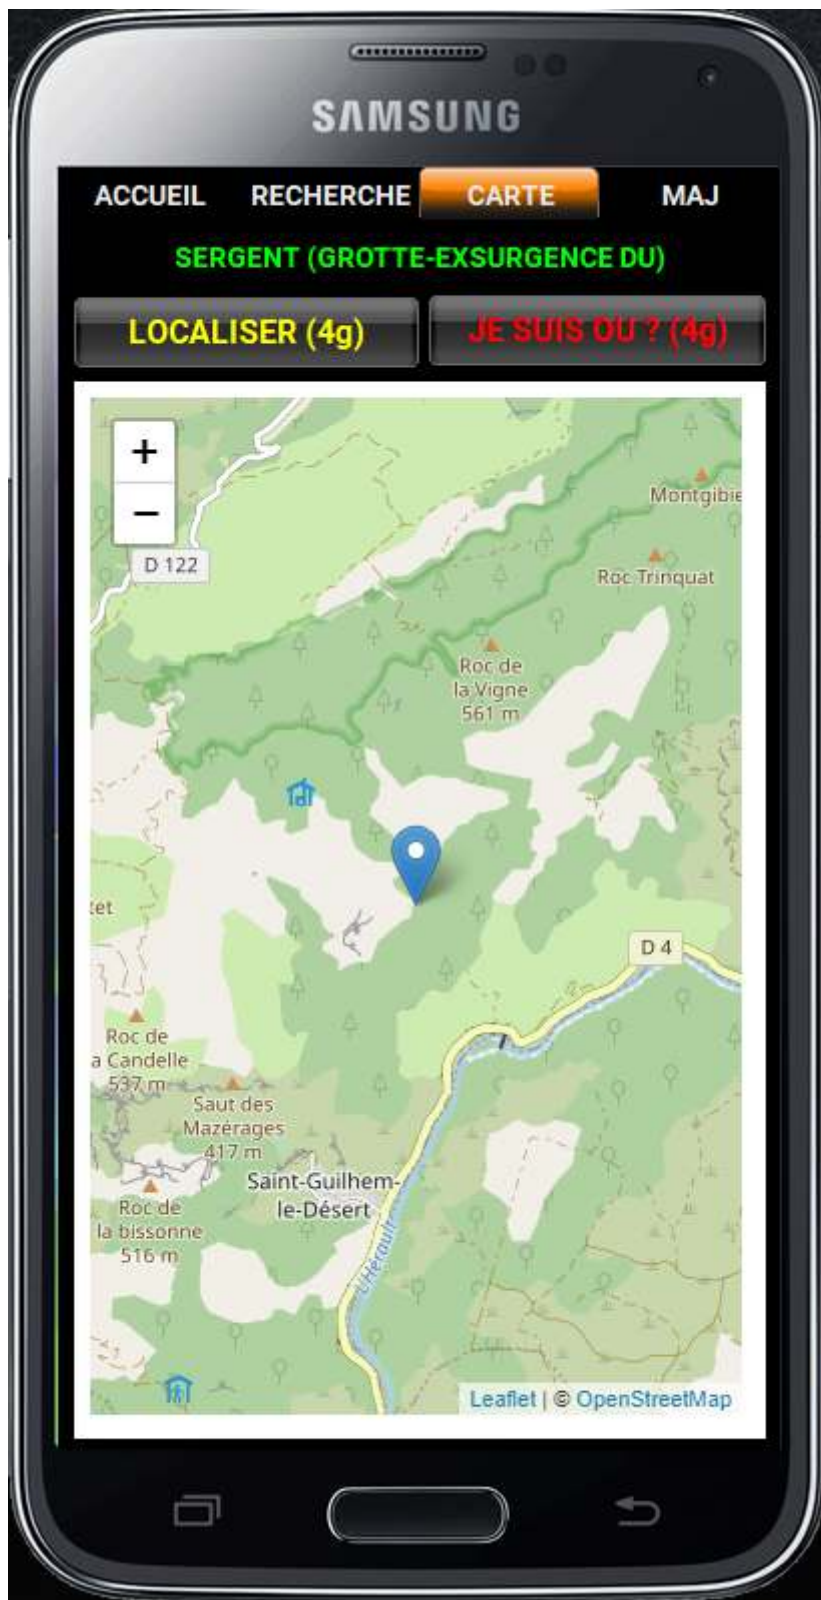 SAMSUNG
ACCUEIL RECHERCHE CARTE MAJ
SERGENT (GROTTE-EXSURGENCE DU)
LOCALISER (4g) JE SUIS OU ? (4g)
+
−
D 122
Montgibie
Roc Trinquat
Roc de
la Vigne
561 m
tet
D 4
Roc de
a Candelle
537 m
Saut des
Mazérages
417 m
Saint-Guilhem-
le-Désert
Roc de
la bissonne
516 m
L'Hérault
Leaflet | © OpenStreetMap